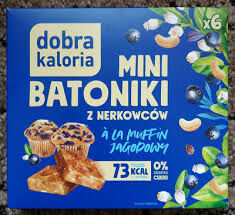 dobra
kaloria
x6
MINI
BATONIKI
Z NERKOWCÓW
À LA MUFFIN
JAGODOWY
73 KCAL
0%
CUKRU